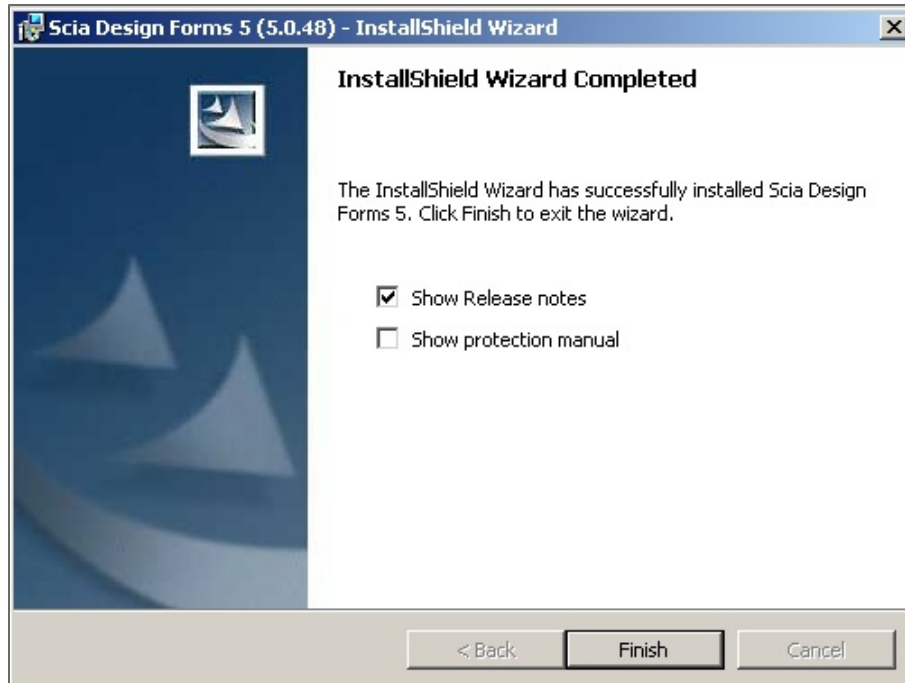 Scia Design Forms 5 (5.0.48) - InstallShield Wizard
InstallShield Wizard Completed
The InstallShield Wizard has successfully installed Scia Design
Forms 5. Click Finish to exit the wizard.
Show Release notes
Show protection manual
< Back
Finish
Cancel